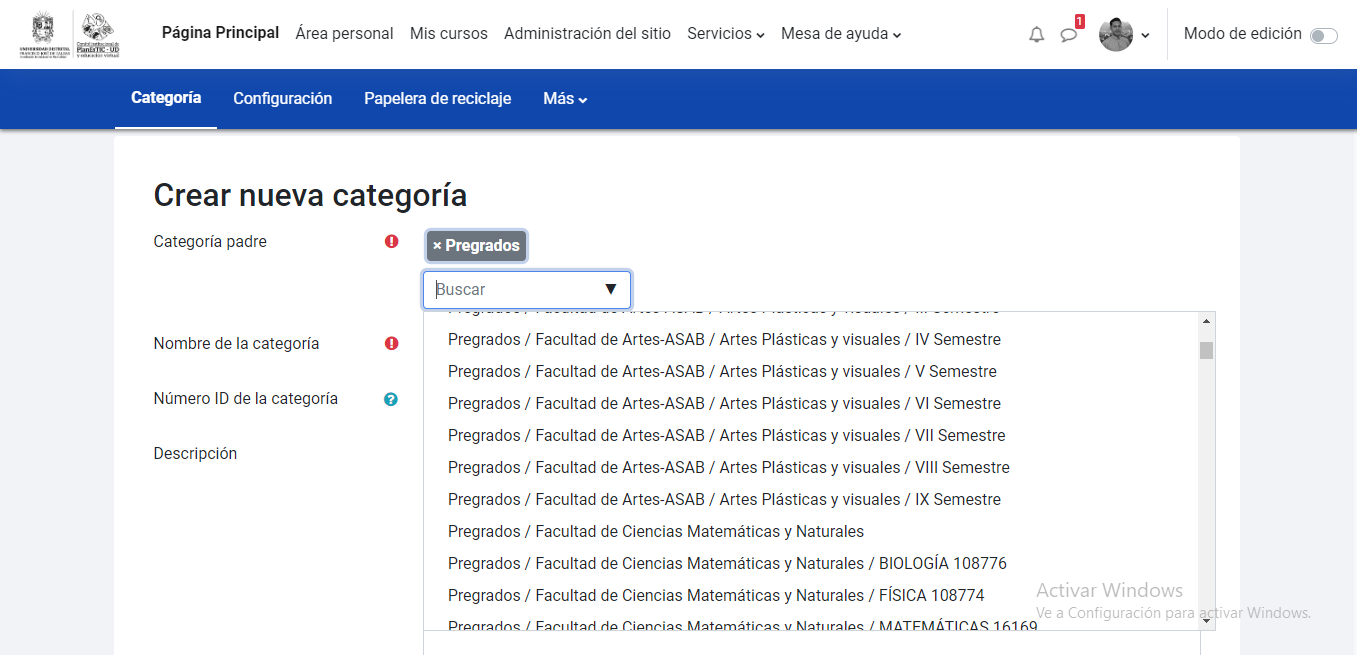 UNIVERSIDAD DISTRITAL
FRANCISCO JOSÉ DE CALDAS
PlanEsTIC - UD
y educación virtual
Página Principal Área personal Mis cursos Administración del sitio Servicios Mesa de ayuda 1 Modo de edición
Categoría Configuración Papelera de reciclaje Más
Crear nueva categoría
Categoría padre × Pregrados
Buscar
Pregrados / Facultad de Artes-ASAB / Artes Plásticas y visuales / III Semestre
Nombre de la categoría
Pregrados / Facultad de Artes-ASAB / Artes Plásticas y visuales / IV Semestre
Pregrados / Facultad de Artes-ASAB / Artes Plásticas y visuales / V Semestre
Número ID de la categoría
Pregrados / Facultad de Artes-ASAB / Artes Plásticas y visuales / VI Semestre
Pregrados / Facultad de Artes-ASAB / Artes Plásticas y visuales / VII Semestre
Descripción
Pregrados / Facultad de Artes-ASAB / Artes Plásticas y visuales / VIII Semestre
Pregrados / Facultad de Artes-ASAB / Artes Plásticas y visuales / IX Semestre
Pregrados / Facultad de Ciencias Matemáticas y Naturales
Pregrados / Facultad de Ciencias Matemáticas y Naturales / BIOLOGÍA 108776
Pregrados / Facultad de Ciencias Matemáticas y Naturales / FÍSICA 108774
Pregrados / Facultad de Ciencias Matemáticas y Naturales / MATEMÁTICAS 16169
Activar Windows
Ve a Configuración para activar Windows.